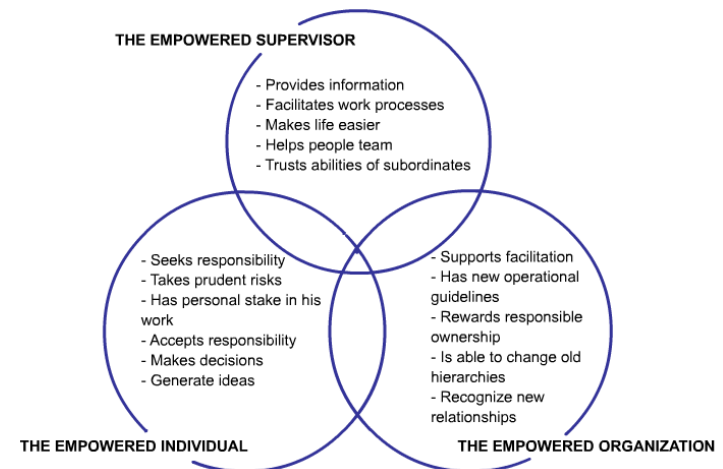 THE EMPOWERED SUPERVISOR
- Provides information
- Facilitates work processes
- Makes life easier
- Helps people team
- Trusts abilities of subordinates
- Seeks responsibility
- Takes prudent risks
- Has personal stake in his
work
- Accepts responsibility
- Makes decisions
- Generate ideas
- Supports facilitation
- Has new operational
guidelines
- Rewards responsible
ownership
- Is able to change old
hierarchies
- Recognize new
relationships
THE EMPOWERED INDIVIDUAL
THE EMPOWERED ORGANIZATION